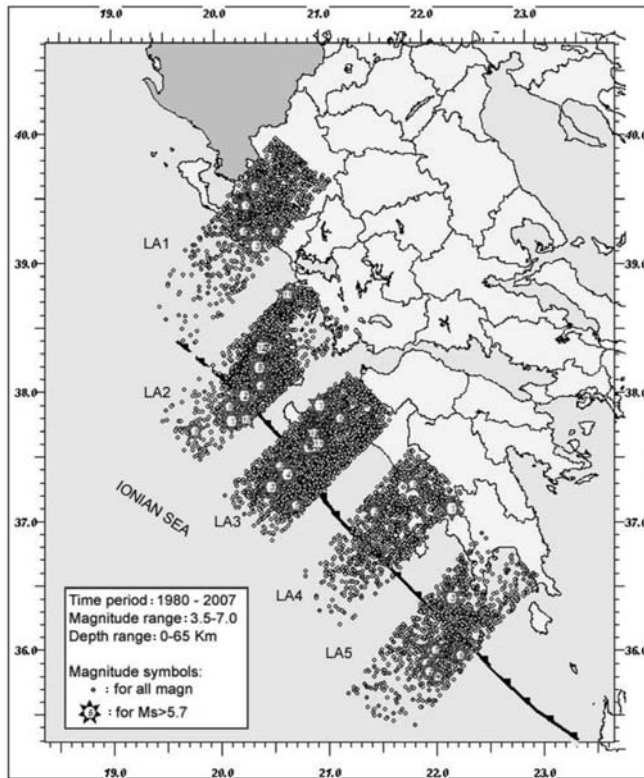 19.0 20.0 21.0 22.0 23.0
40.0 40.0
39.0 39.0
38.0 38.0
37.0 37.0
36.0 36.0
LA1
LA2
LA3
LA4
LA5
IONIAN SEA
Time period : 1980 - 2007
Magnitude range : 3.5-7.0
Depth range : 0-65 Km
Magnitude symbols:
: for all magn
6 : for Ms>5.7
19.0 20.0 21.0 22.0 23.0